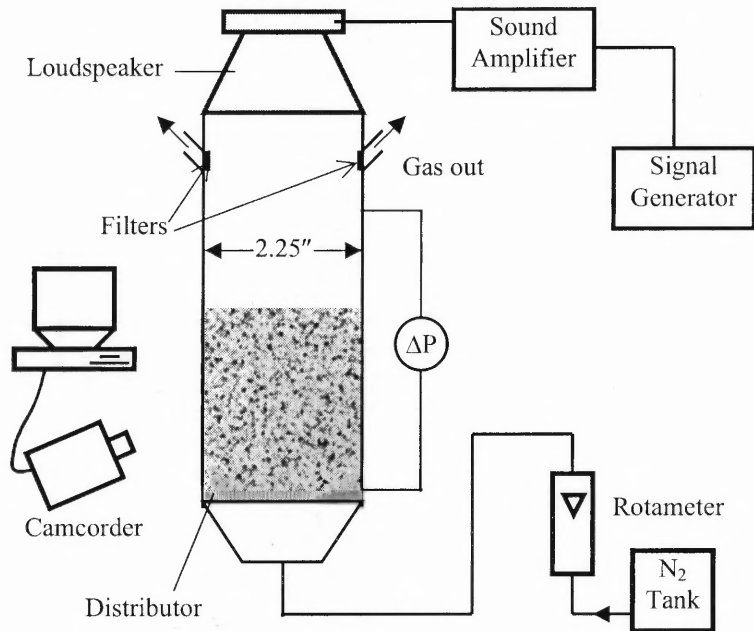 Sound
Amplifier
Loudspeaker
Gas out
Signal
Generator
Filters
2.25"
ΔP
Camcorder
Rotameter
N₂
Tank
Distributor